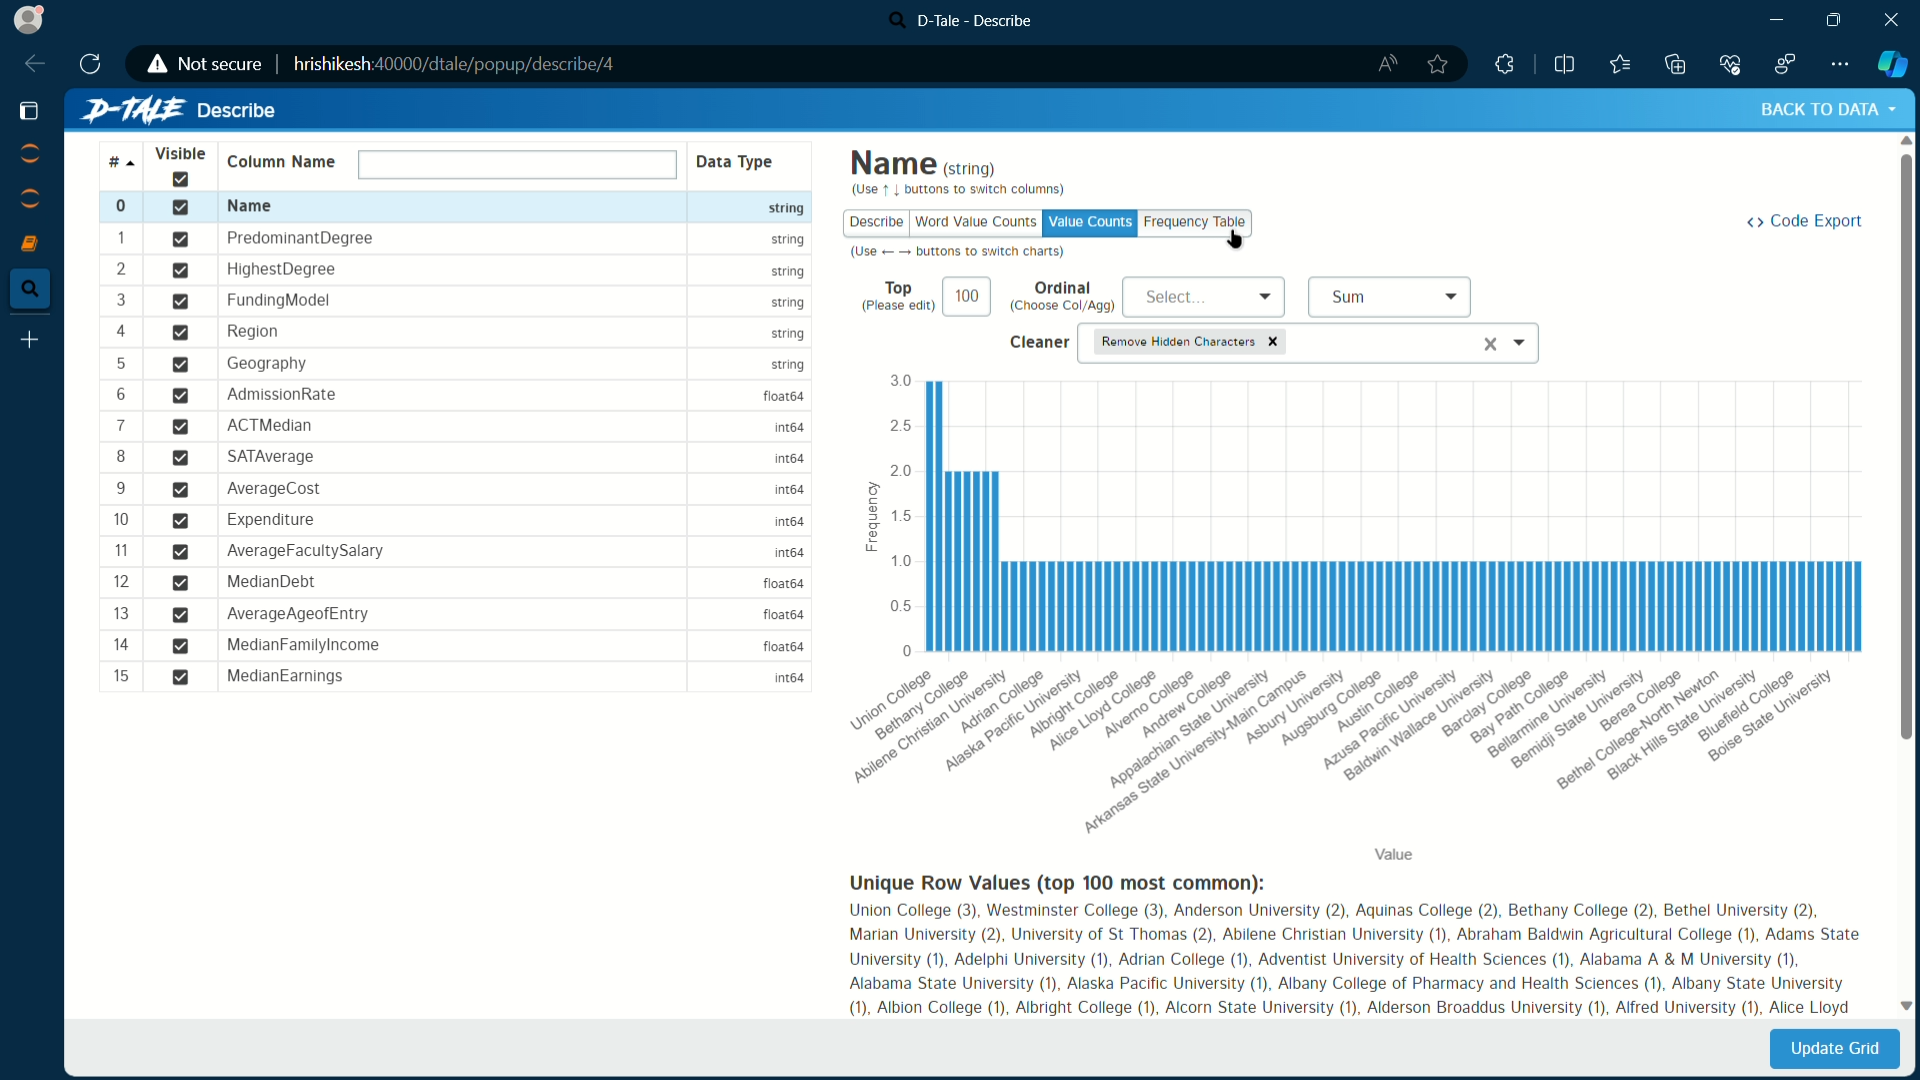 D-Tale - Describe
Not secure
hrishikesh:40000/dtale/popup/describe/4
D-TALE Describe
BACK TO DATA
# Visible Column Name Data Type
0 Name string
1 PredominantDegree string
2 HighestDegree string
3 FundingModel string
4 Region string
5 Geography string
6 AdmissionRate float64
7 ACTMedian int64
8 SATAverage int64
9 AverageCost int64
10 Expenditure int64
11 AverageFacultySalary int64
12 MedianDebt float64
13 AverageAgeofEntry float64
14 MedianFamilyIncome float64
15 MedianEarnings int64
Name (string)
(Use ↑ ↓ buttons to switch columns)
Describe Word Value Counts Value Counts Frequency Table
<> Code Export
(Use ← → buttons to switch charts)
Top
(Please edit)
100
Ordinal
(Choose Col/Agg)
Select...
Sum
Cleaner
Remove Hidden Characters
3.0
2.5
2.0
1.5
1.0
0.5
0
Frequency
Union College
Bethany College
Abilene Christian University
Adrian College
Alaska Pacific University
Albright College
Alice Lloyd College
Alverno College
Andrew College
Appalachian State University
Arkansas State University-Main Campus
Asbury University
Augsburg College
Austin College
Azusa Pacific University
Baldwin Wallace University
Barclay College
Bay Path College
Bellarmine University
Bemidji State University
Berea College
Bethel College-North Newton
Black Hills State University
Bluefield College
Boise State University
Value
Unique Row Values (top 100 most common):
Union College (3), Westminster College (3), Anderson University (2), Aquinas College (2), Bethany College (2), Bethel University (2),
Marian University (2), University of St Thomas (2), Abilene Christian University (1), Abraham Baldwin Agricultural College (1), Adams State
University (1), Adelphi University (1), Adrian College (1), Adventist University of Health Sciences (1), Alabama A & M University (1),
Alabama State University (1), Alaska Pacific University (1), Albany College of Pharmacy and Health Sciences (1), Albany State University
(1), Albion College (1), Albright College (1), Alcorn State University (1), Alderson Broaddus University (1), Alfred University (1), Alice Lloyd
Update Grid